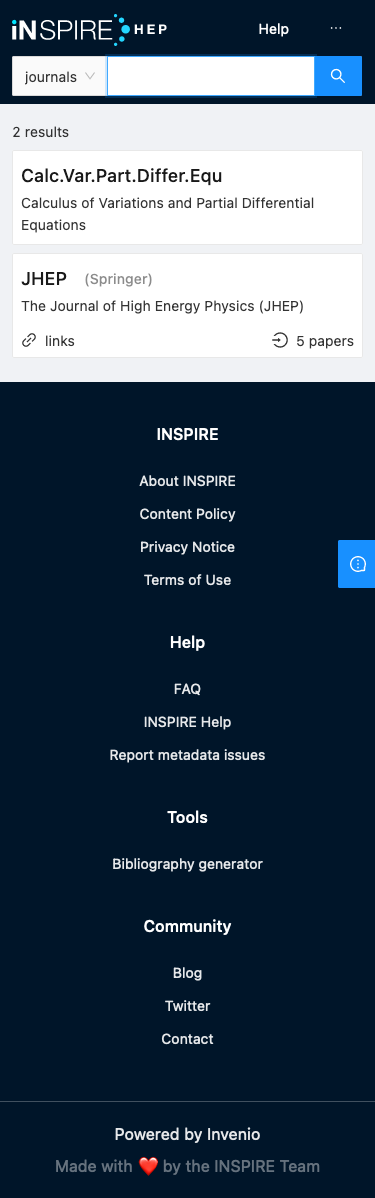 iNSPIRE HEP
Help
···
journals
2 results
Calc.Var.Part.Differ.Equ
Calculus of Variations and Partial Differential
Equations
JHEP (Springer)
The Journal of High Energy Physics (JHEP)
links
5 papers
INSPIRE
About INSPIRE
Content Policy
Privacy Notice
Terms of Use
Help
FAQ
INSPIRE Help
Report metadata issues
Tools
Bibliography generator
Community
Blog
Twitter
Contact
Powered by Invenio
Made with ❤️ by the INSPIRE Team